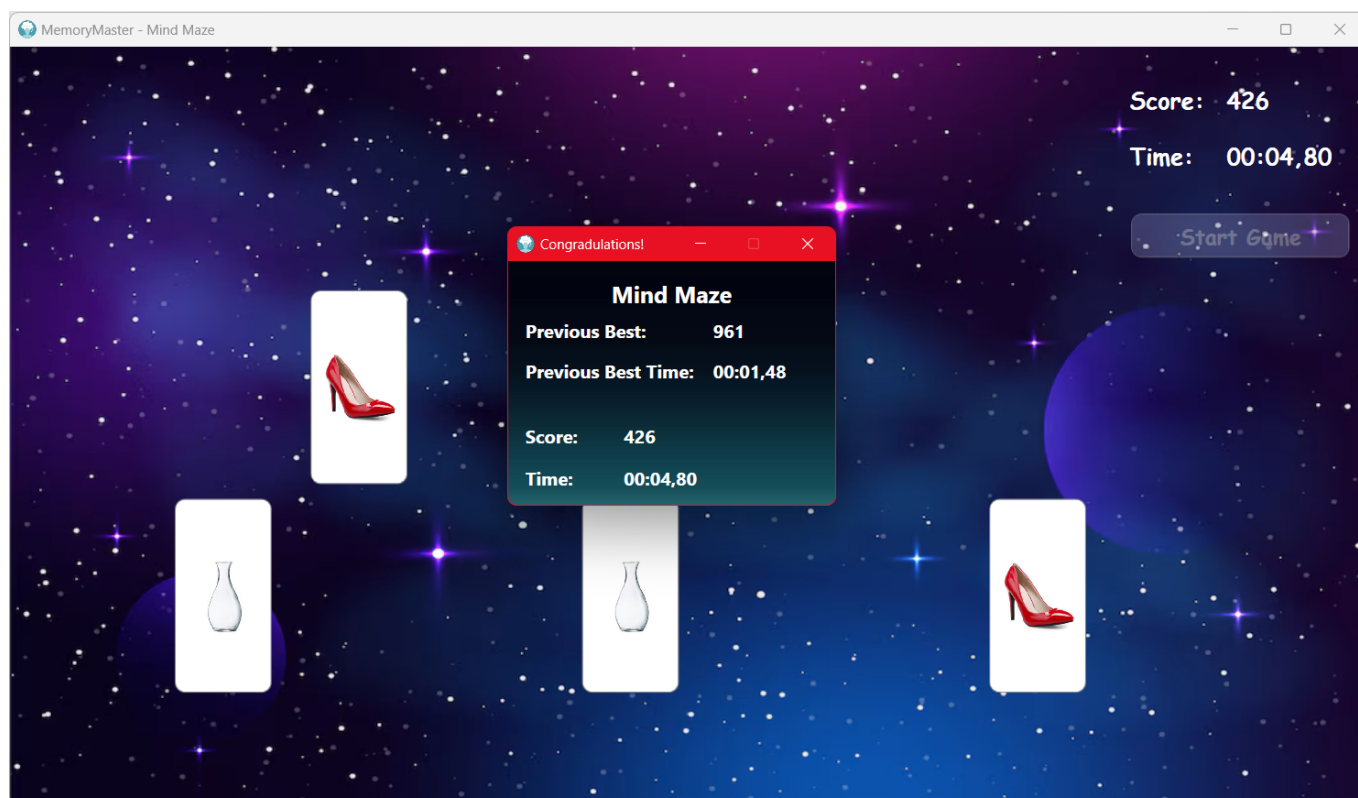 MemoryMaster - Mind Maze
Score: 426
Time: 00:04,80
Start Game
Congradulations!
Mind Maze
Previous Best: 961
Previous Best Time: 00:01,48
Score: 426
Time: 00:04,80